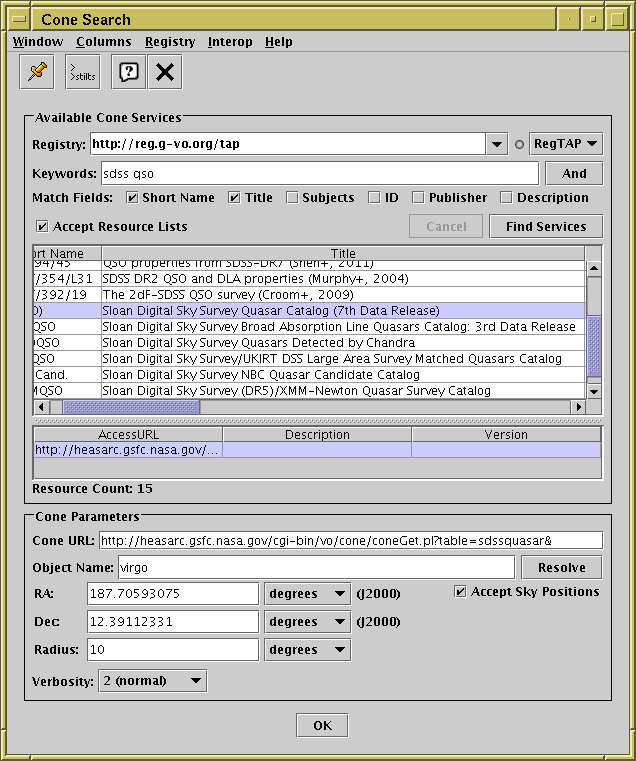 Cone Search
Window Columns Registry Interop Help
>_stilts
Available Cone Services
Registry: http://reg.g-vo.org/tap RegTAP
Keywords: sdss qso And
Match Fields: Short Name Title Subjects ID Publisher Description
Accept Resource Lists Cancel Find Services
ort Name Title
94/45 QSO properties from SDSS-DR7 (Shen+, 2011)
/354/L31 SDSS DR2 QSO and DLA properties (Murphy+, 2004)
/392/19 The 2dF-SDSS QSO survey (Croom+, 2009)
O) Sloan Digital Sky Survey Quasar Catalog (7th Data Release)
QSO Sloan Digital Sky Survey Broad Absorption Line Quasars Catalog: 3rd Data Release
QSO Sloan Digital Sky Survey Quasars Detected by Chandra
QSO Sloan Digital Sky Survey/UKIRT DSS Large Area Survey Matched Quasars Catalog
Cand. Sloan Digital Sky Survey NBC Quasar Candidate Catalog
MQSO Sloan Digital Sky Survey (DR5)/XMM-Newton Quasar Survey Catalog
AccessURL Description Version
http://heasarc.gsfc.nasa.gov/...
Resource Count: 15
Cone Parameters
Cone URL: http://heasarc.gsfc.nasa.gov/cgi-bin/vo/cone/coneGet.pl?table=sdssquasar&
Object Name: virgo Resolve
RA: 187.70593075 degrees (J2000) Accept Sky Positions
Dec: 12.39112331 degrees (J2000)
Radius: 10 degrees
Verbosity: 2 (normal)
OK